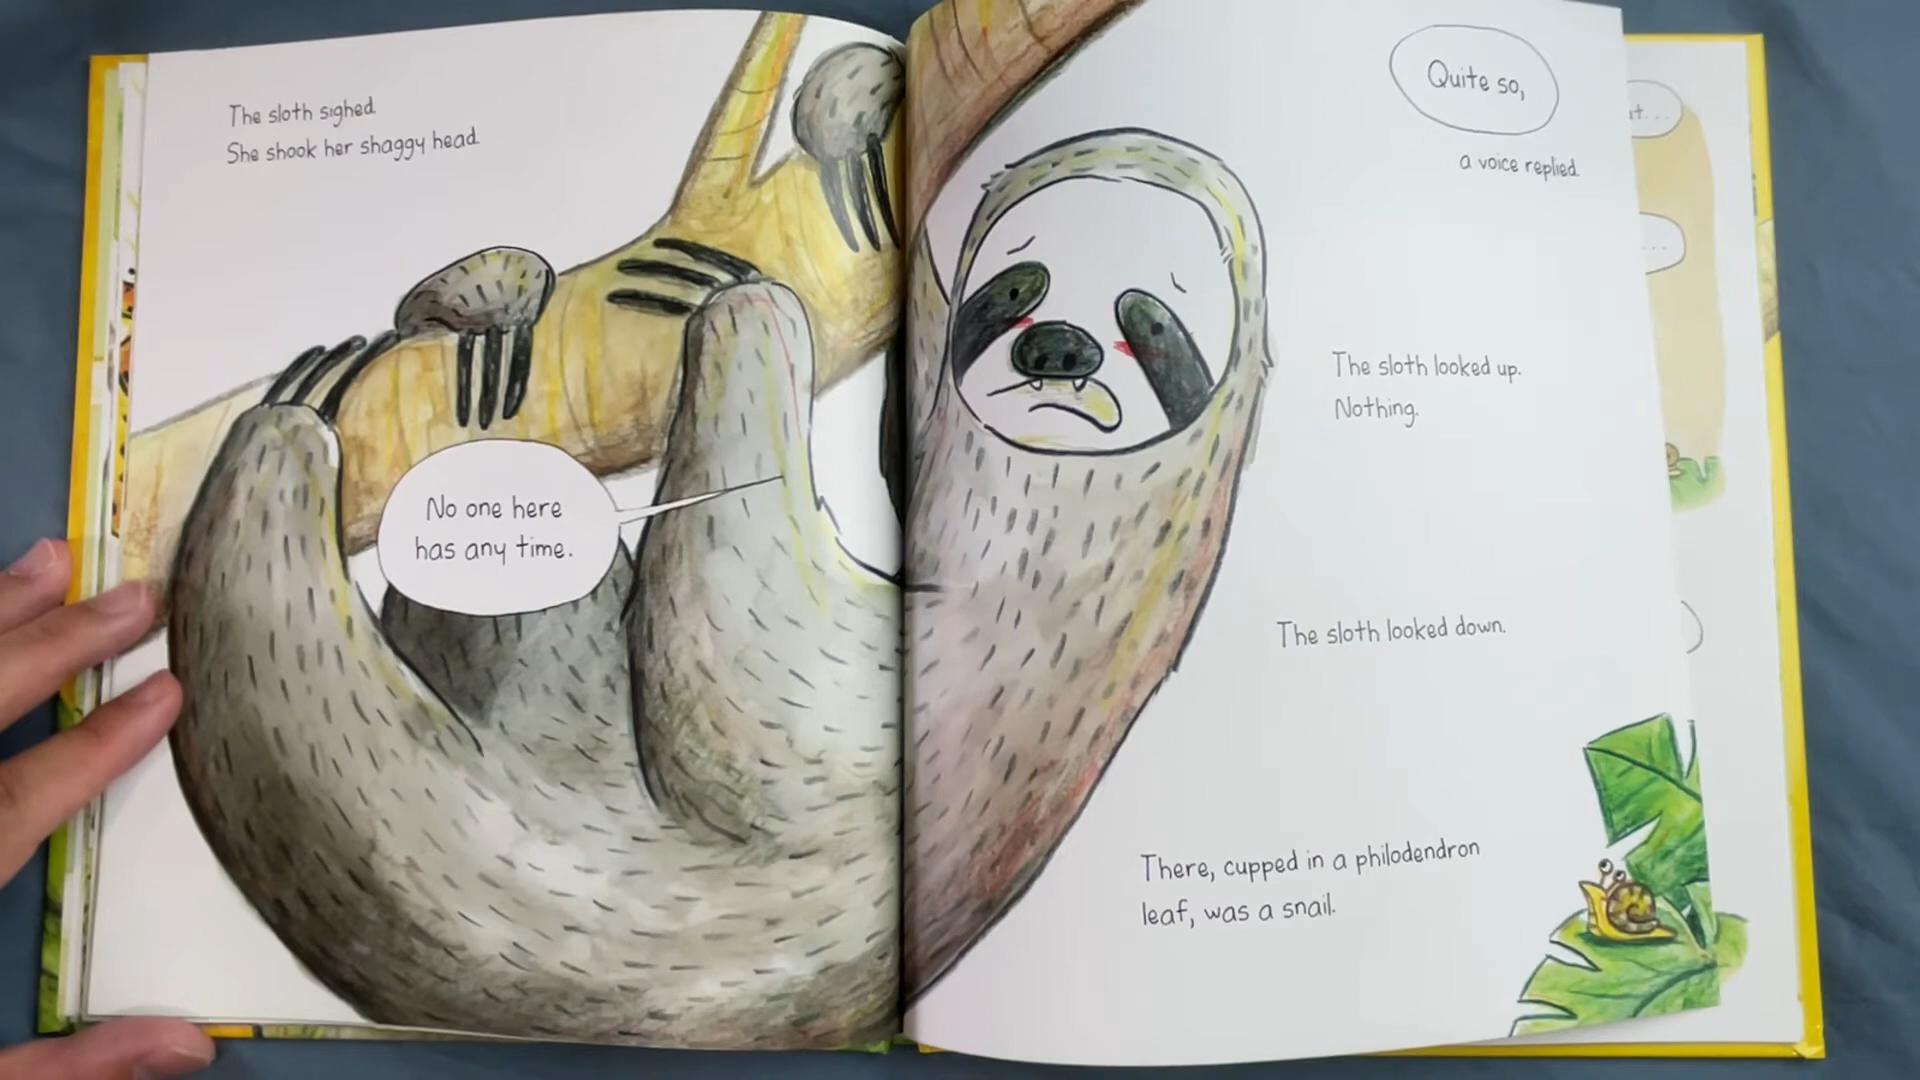 The sloth sighed.
She shook her shaggy head.
No one here
has any time.
Quite so,
a voice replied.
The sloth looked up.
Nothing.
The sloth looked down.
There, cupped in a philodendron
leaf, was a snail.